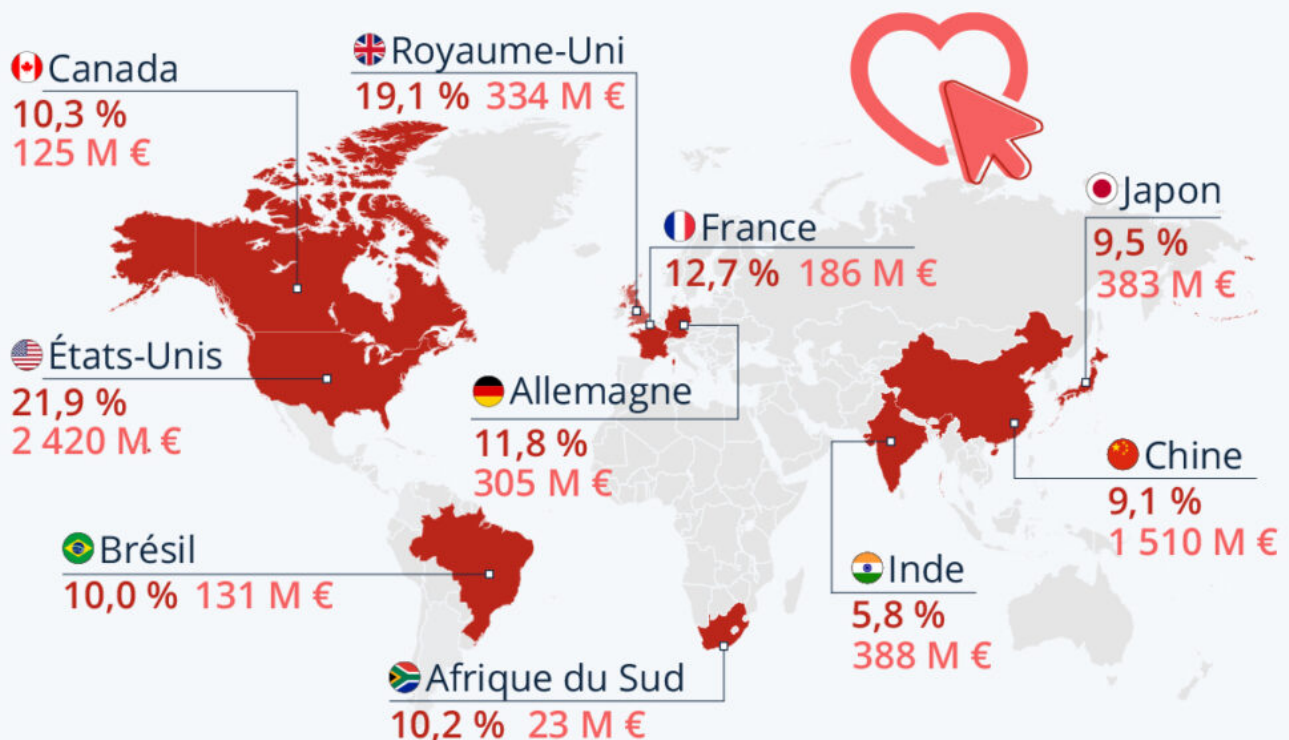 Canada
10,3 %
125 M €
Royaume-Uni
19,1 % 334 M €
France
12,7 % 186 M €
Japon
9,5 %
383 M €
États-Unis
21,9 %
2 420 M €
Allemagne
11,8 %
305 M €
Chine
9,1 %
1 510 M €
Brésil
10,0 % 131 M €
Inde
5,8 %
388 M €
Afrique du Sud
10,2 % 23 M €